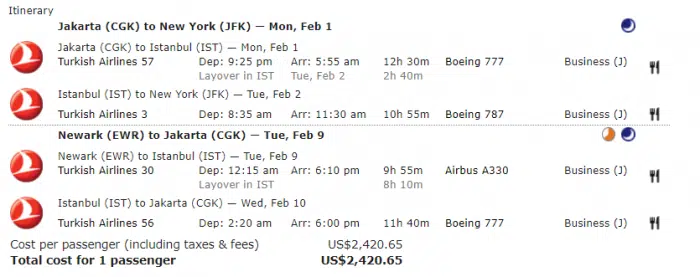 Itinerary
Jakarta (CGK) to New York (JFK) — Mon, Feb 1
Jakarta (CGK) to Istanbul (IST) — Mon, Feb 1
Turkish Airlines 57 Dep: 9:25 pm Arr: 5:55 am 12h 30m Boeing 777 Business (J)
Layover in IST Tue, Feb 2 2h 40m
Istanbul (IST) to New York (JFK) — Tue, Feb 2
Turkish Airlines 3 Dep: 8:35 am Arr: 11:30 am 10h 55m Boeing 787 Business (J)
Newark (EWR) to Jakarta (CGK) — Tue, Feb 9
Newark (EWR) to Istanbul (IST) — Tue, Feb 9
Turkish Airlines 30 Dep: 12:15 am Arr: 6:10 pm 9h 55m Airbus A330 Business (J)
Layover in IST 8h 10m
Istanbul (IST) to Jakarta (CGK) — Wed, Feb 10
Turkish Airlines 56 Dep: 2:20 am Arr: 6:00 pm 11h 40m Boeing 777 Business (J)
Cost per passenger (including taxes & fees) US$2,420.65
Total cost for 1 passenger US$2,420.65